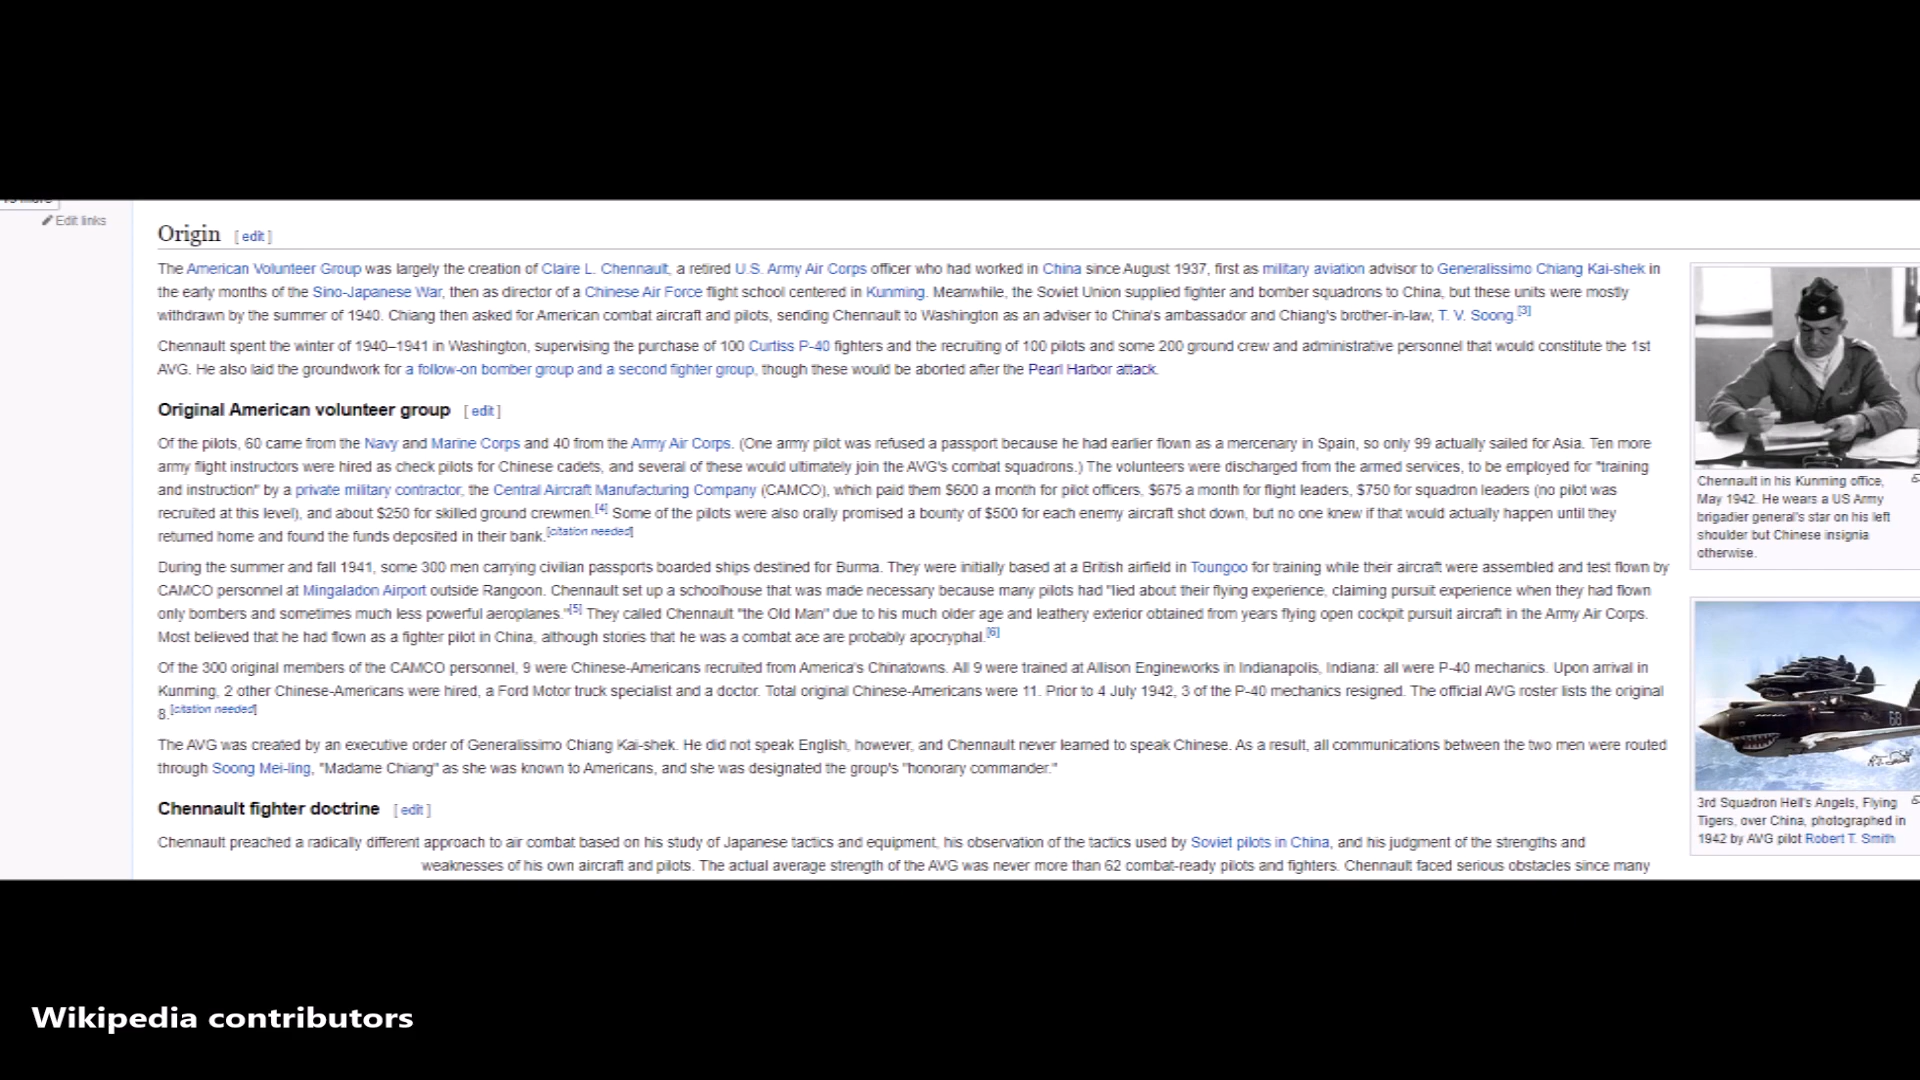 Edit links
Origin [ edit ]
The American Volunteer Group was largely the creation of Claire L. Chennault, a retired U.S. Army Air Corps officer who had worked in China since August 1937, first as military aviation advisor to Generalissimo Chiang Kai-shek in
the early months of the Sino-Japanese War, then as director of a Chinese Air Force flight school centered in Kunming. Meanwhile, the Soviet Union supplied fighter and bomber squadrons to China, but these units were mostly
withdrawn by the summer of 1940. Chiang then asked for American combat aircraft and pilots, sending Chennault to Washington as an adviser to China's ambassador and Chiang's brother-in-law, T. V. Soong.[3]
Chennault spent the winter of 1940–1941 in Washington, supervising the purchase of 100 Curtiss P-40 fighters and the recruiting of 100 pilots and some 200 ground crew and administrative personnel that would constitute the 1st
AVG. He also laid the groundwork for a follow-on bomber group and a second fighter group, though these would be aborted after the Pearl Harbor attack.
Original American volunteer group [ edit ]
Of the pilots, 60 came from the Navy and Marine Corps and 40 from the Army Air Corps. (One army pilot was refused a passport because he had earlier flown as a mercenary in Spain, so only 99 actually sailed for Asia. Ten more
army flight instructors were hired as check pilots for Chinese cadets, and several of these would ultimately join the AVG's combat squadrons.) The volunteers were discharged from the armed services, to be employed for "training
and instruction" by a private military contractor, the Central Aircraft Manufacturing Company (CAMCO), which paid them $600 a month for pilot officers, $675 a month for flight leaders, $750 for squadron leaders (no pilot was
recruited at this level), and about $250 for skilled ground crewmen.[4] Some of the pilots were also orally promised a bounty of $500 for each enemy aircraft shot down, but no one knew if that would actually happen until they
returned home and found the funds deposited in their bank.[citation needed]
During the summer and fall 1941, some 300 men carrying civilian passports boarded ships destined for Burma. They were initially based at a British airfield in Toungoo for training while their aircraft were assembled and test flown by
CAMCO personnel at Mingaladon Airport outside Rangoon. Chennault set up a schoolhouse that was made necessary because many pilots had "lied about their flying experience, claiming pursuit experience when they had flown
only bombers and sometimes much less powerful aeroplanes."[5] They called Chennault "the Old Man" due to his much older age and leathery exterior obtained from years flying open cockpit pursuit aircraft in the Army Air Corps.
Most believed that he had flown as a fighter pilot in China, although stories that he was a combat ace are probably apocryphal.[6]
Of the 300 original members of the CAMCO personnel, 9 were Chinese-Americans recruited from America's Chinatowns. All 9 were trained at Allison Engineworks in Indianapolis, Indiana: all were P-40 mechanics. Upon arrival in
Kunming, 2 other Chinese-Americans were hired, a Ford Motor truck specialist and a doctor. Total original Chinese-Americans were 11. Prior to 4 July 1942, 3 of the P-40 mechanics resigned. The official AVG roster lists the original
8.[citation needed]
The AVG was created by an executive order of Generalissimo Chiang Kai-shek. He did not speak English, however, and Chennault never learned to speak Chinese. As a result, all communications between the two men were routed
through Soong Mei-ling, "Madame Chiang" as she was known to Americans, and she was designated the group's "honorary commander."
Chennault fighter doctrine [ edit ]
Chennault preached a radically different approach to air combat based on his study of Japanese tactics and equipment, his observation of the tactics used by Soviet pilots in China, and his judgment of the strengths and
weaknesses of his own aircraft and pilots. The actual average strength of the AVG was never more than 62 combat-ready pilots and fighters. Chennault faced serious obstacles since many
Chennault in his Kunming office,
May 1942. He wears a US Army
brigadier general's star on his left
shoulder but Chinese insignia
otherwise.
68
3rd Squadron Hell's Angels, Flying
Tigers, over China, photographed in
1942 by AVG pilot Robert T. Smith
Wikipedia contributors